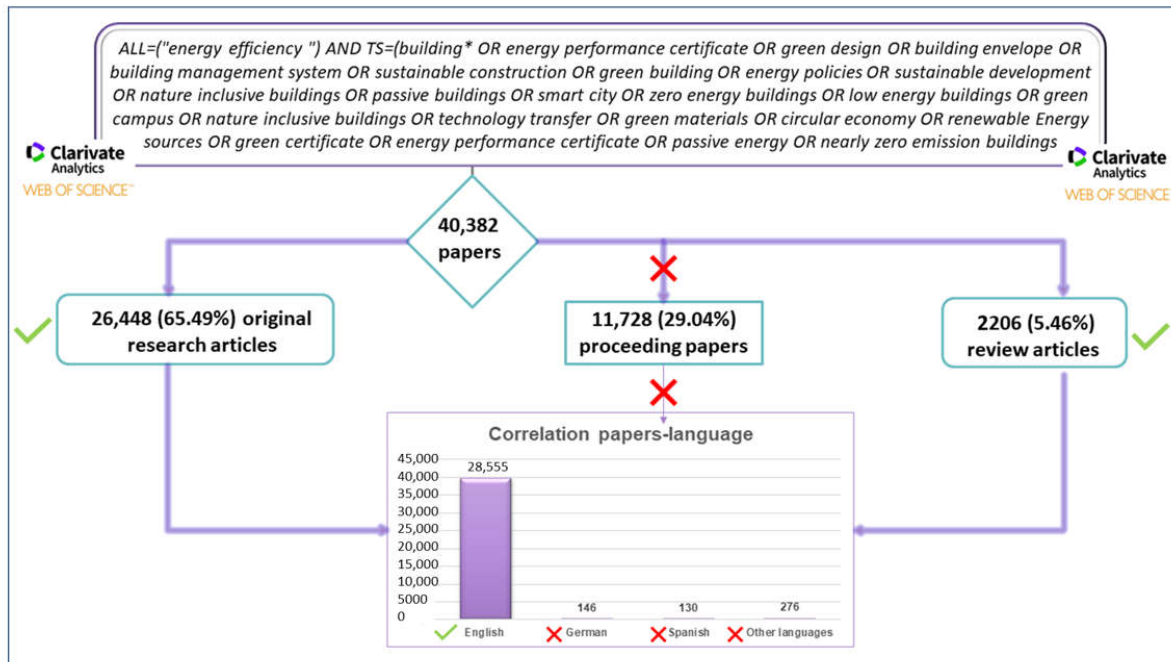 ALL=("energy efficiency ") AND TS=(building* OR energy performance certificate OR green design OR building envelope OR
building management system OR sustainable construction OR green building OR energy policies OR sustainable development
OR nature inclusive buildings OR passive buildings OR smart city OR zero energy buildings OR low energy buildings OR green
campus OR nature inclusive buildings OR technology transfer OR green materials OR circular economy OR renewable Energy
sources OR green certificate OR energy performance certificate OR passive energy OR nearly zero emission buildings
Clarivate
Analytics
WEB OF SCIENCE™
Clarivate
Analytics
WEB OF SCIENCE
40,382
papers
26,448 (65.49%) original
research articles
11,728 (29.04%)
proceeding papers
2206 (5.46%)
review articles
Correlation papers-language
45,000
40,000
35,000
30,000
25,000
20,000
15,000
10,000
5000
0
28,555
146
130
276
English
German
Spanish
Other languages